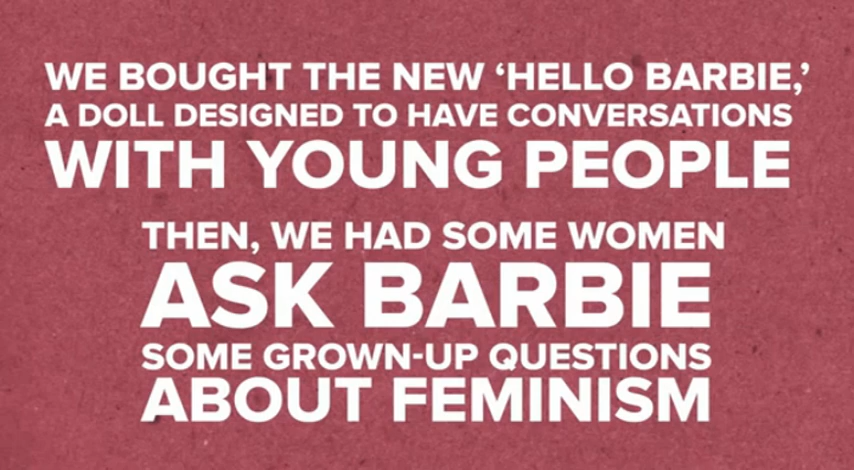 WE BOUGHT THE NEW ‘HELLO BARBIE,’
A DOLL DESIGNED TO HAVE CONVERSATIONS
WITH YOUNG PEOPLE
THEN, WE HAD SOME WOMEN
ASK BARBIE
SOME GROWN-UP QUESTIONS
ABOUT FEMINISM